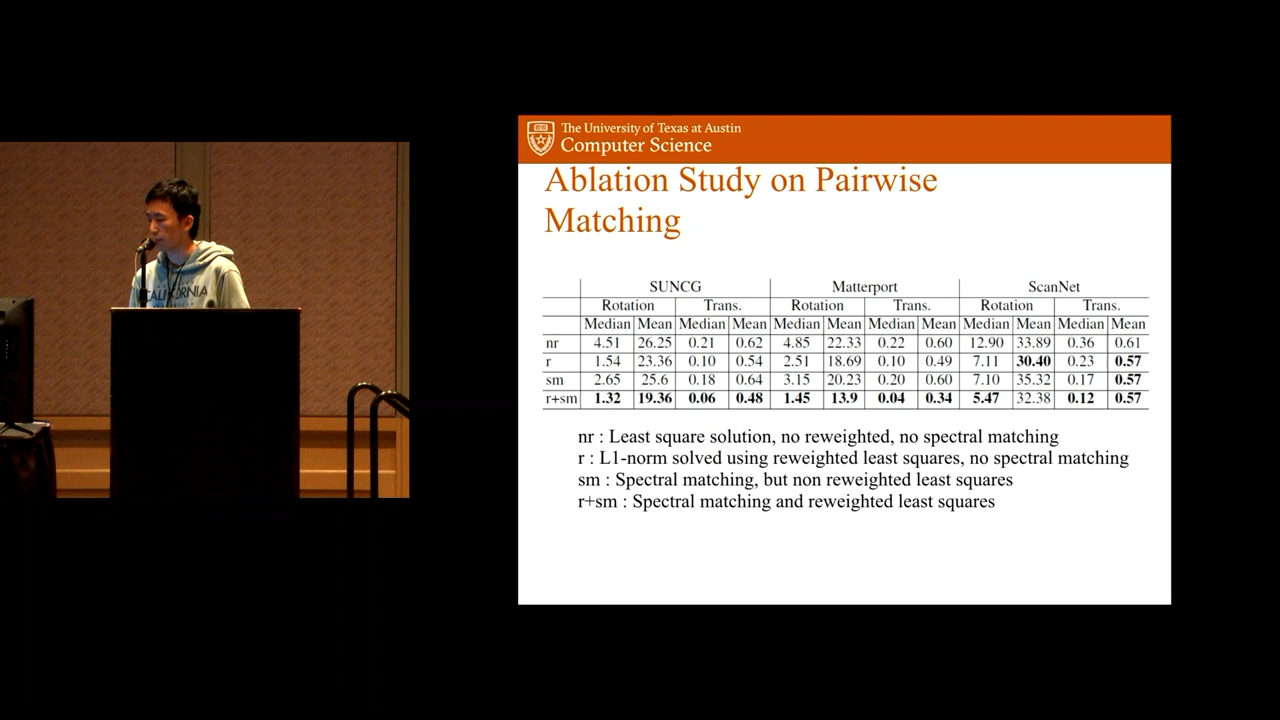 The University of Texas at Austin
Computer Science
Ablation Study on Pairwise
Matching
SUNCG Matterport ScanNet
Rotation Trans. Rotation Trans. Rotation Trans.
Median Mean Median Mean Median Mean Median Mean Median Mean Median Mean
nr 4.51 26.25 0.21 0.62 4.85 22.33 0.22 0.60 12.90 33.89 0.36 0.61
r 1.54 23.36 0.10 0.54 2.51 18.69 0.10 0.49 7.11 30.40 0.23 0.57
sm 2.65 25.6 0.18 0.64 3.15 20.23 0.20 0.60 7.10 35.32 0.17 0.57
r+sm 1.32 19.36 0.06 0.48 1.45 13.9 0.04 0.34 5.47 32.38 0.12 0.57
nr : Least square solution, no reweighted, no spectral matching
r : L1-norm solved using reweighted least squares, no spectral matching
sm : Spectral matching, but non reweighted least squares
r+sm : Spectral matching and reweighted least squares
CALIFORNIA